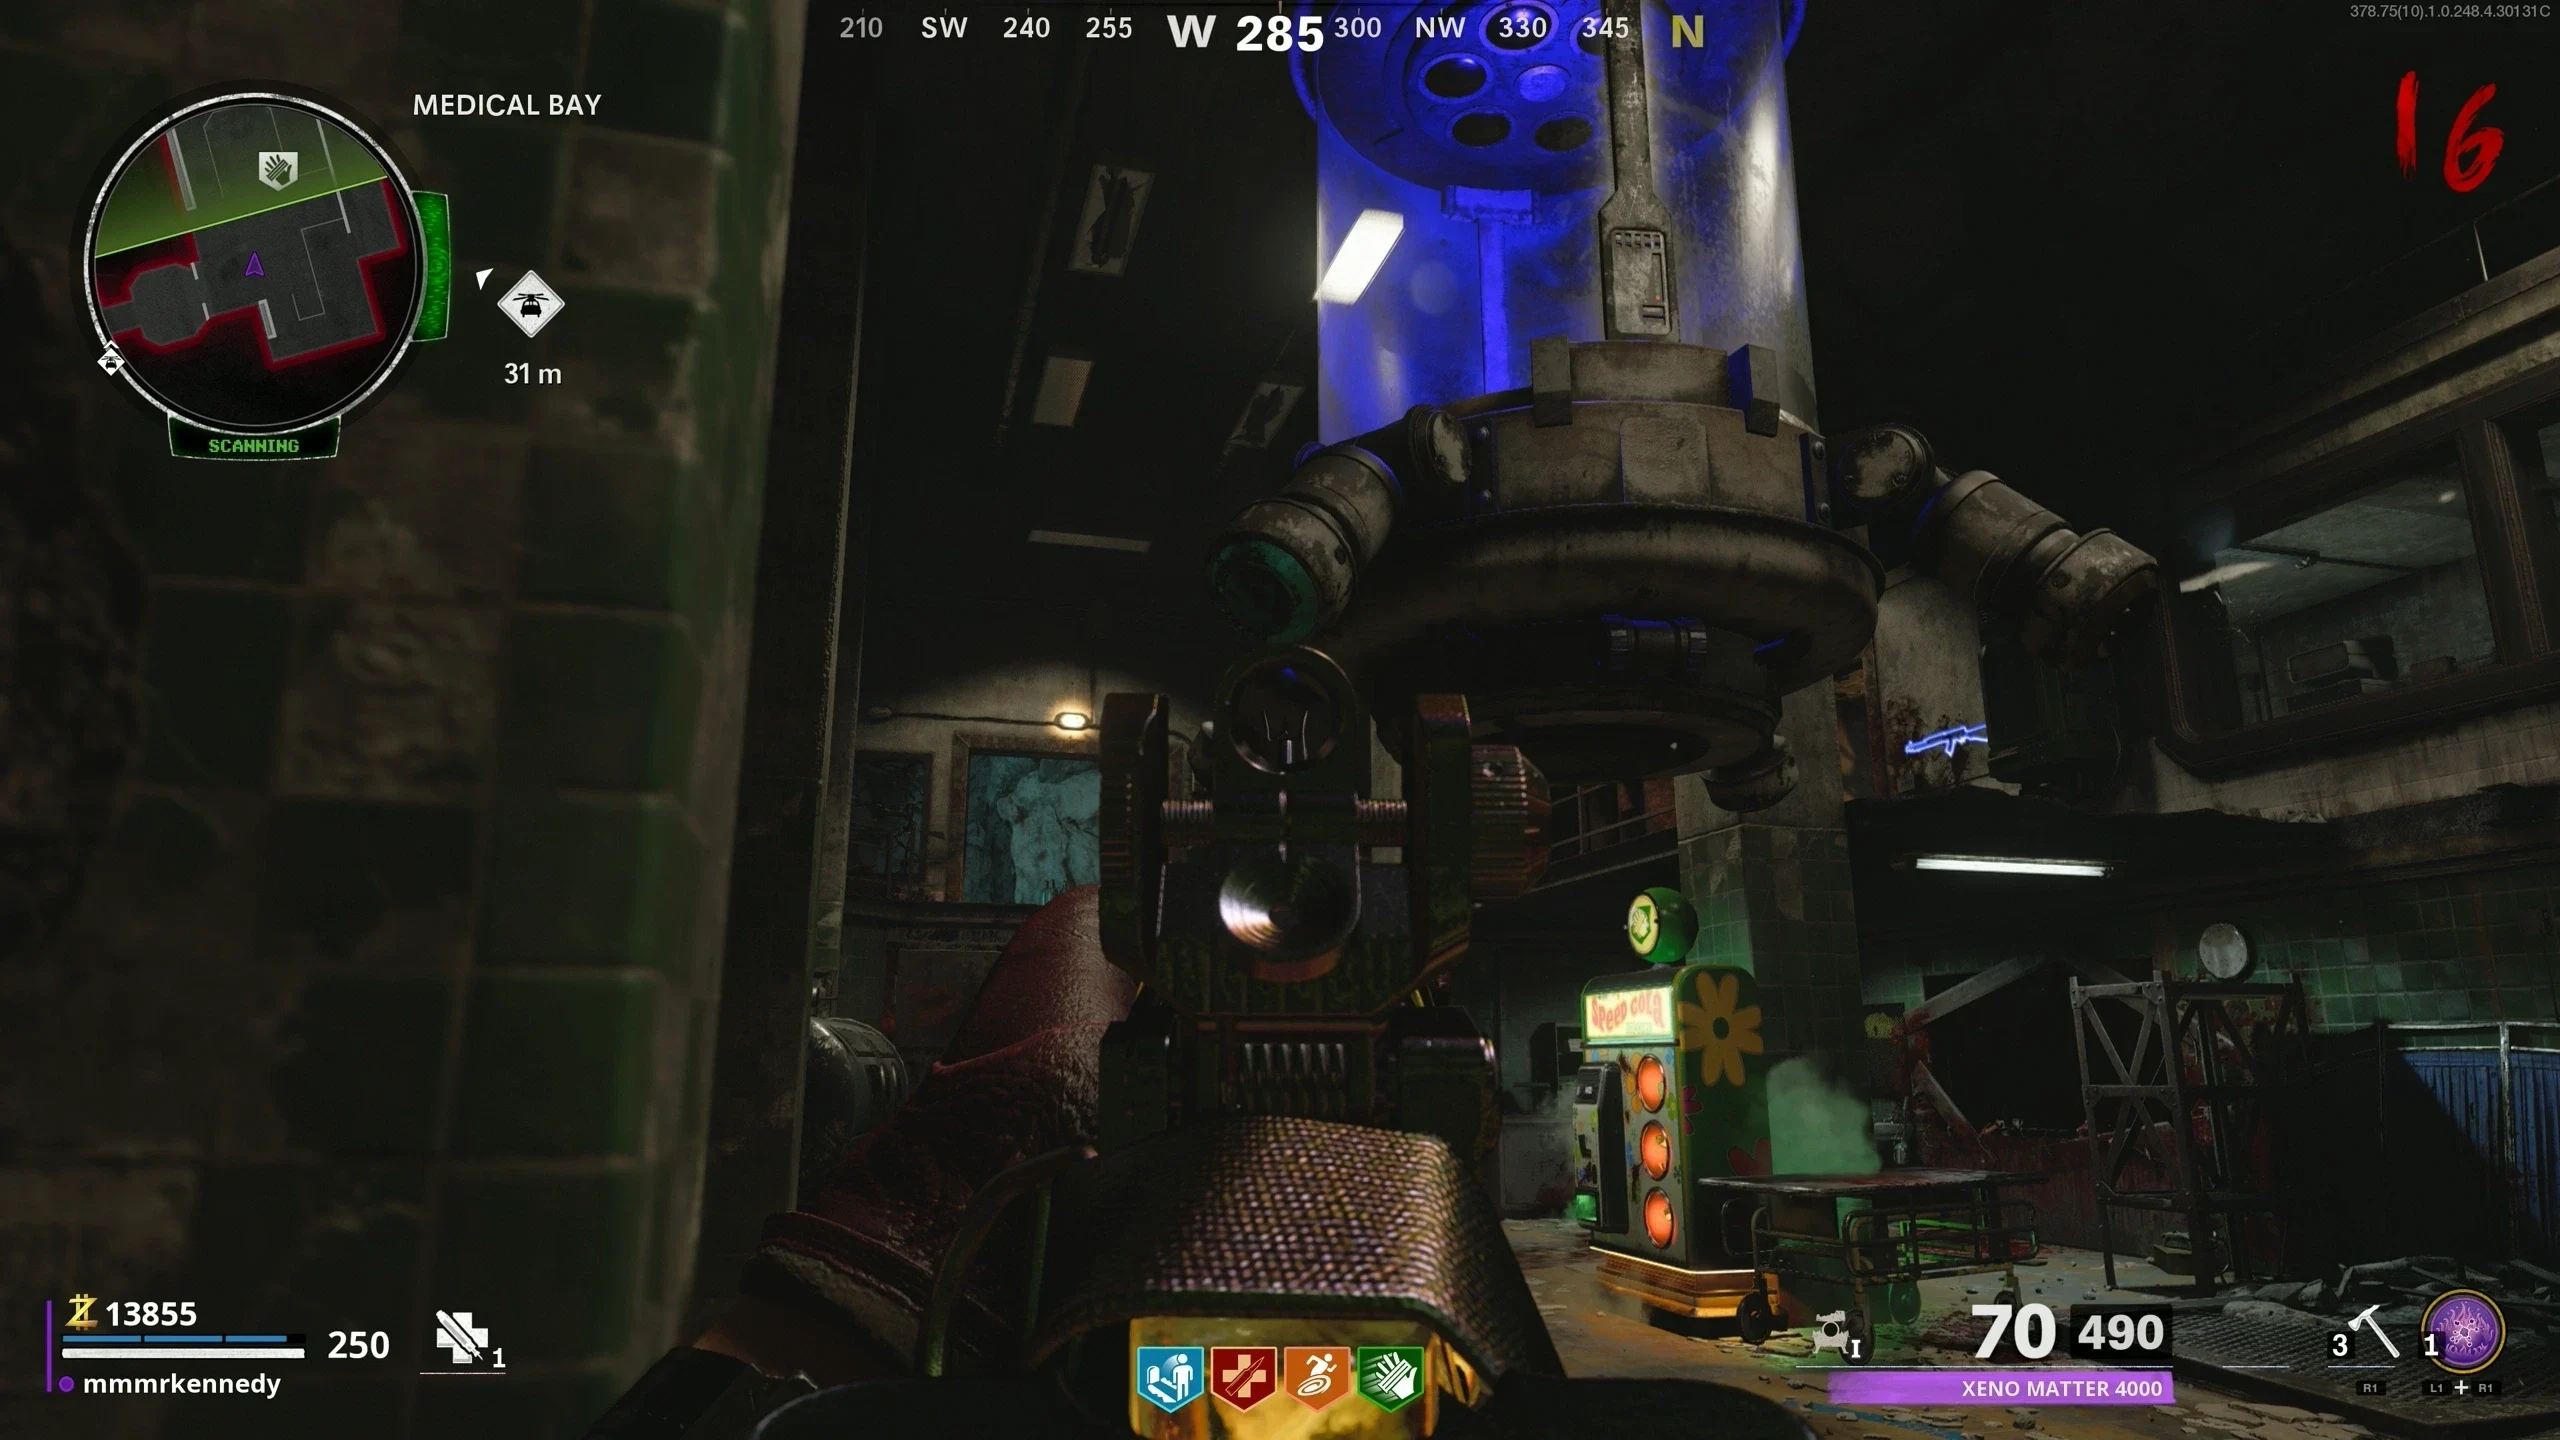 210 SW 240 255 W 285 300 NW 330 345 N
378.75(10).1.0.248.4.30131C
16
MEDICAL BAY
31 m
SCANNING
Speed Cola
13855
250
1
mmmrkennedy
I
70 490
XENO MATTER 4000
3
R1
1
L1 + R1